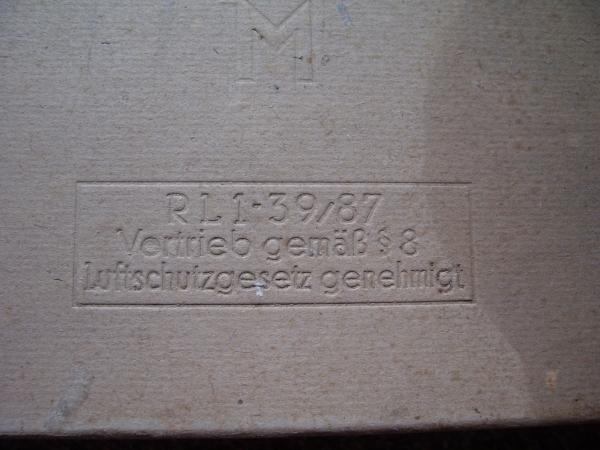 M
RL1-39/87
Vertrieb gemäß § 8
Luftschutzgesetz genehmigt